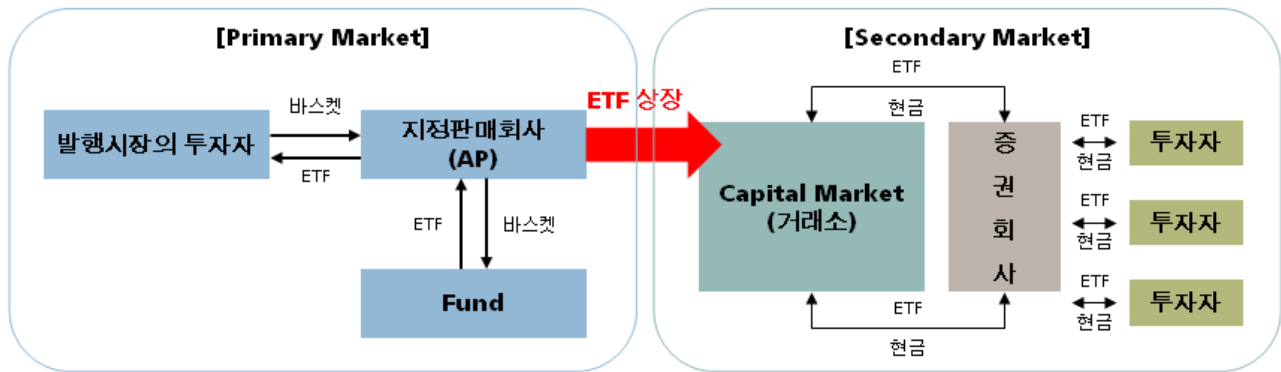 [Primary Market]
발행시장의 투자자
바스켓
ETF
지정판매회사
(AP)
ETF
바스켓
Fund
ETF 상장
[Secondary Market]
ETF
현금
Capital Market
(거래소)
증
권
회
사
ETF
현금
ETF
현금
투자자
ETF
현금
투자자
ETF
현금
투자자